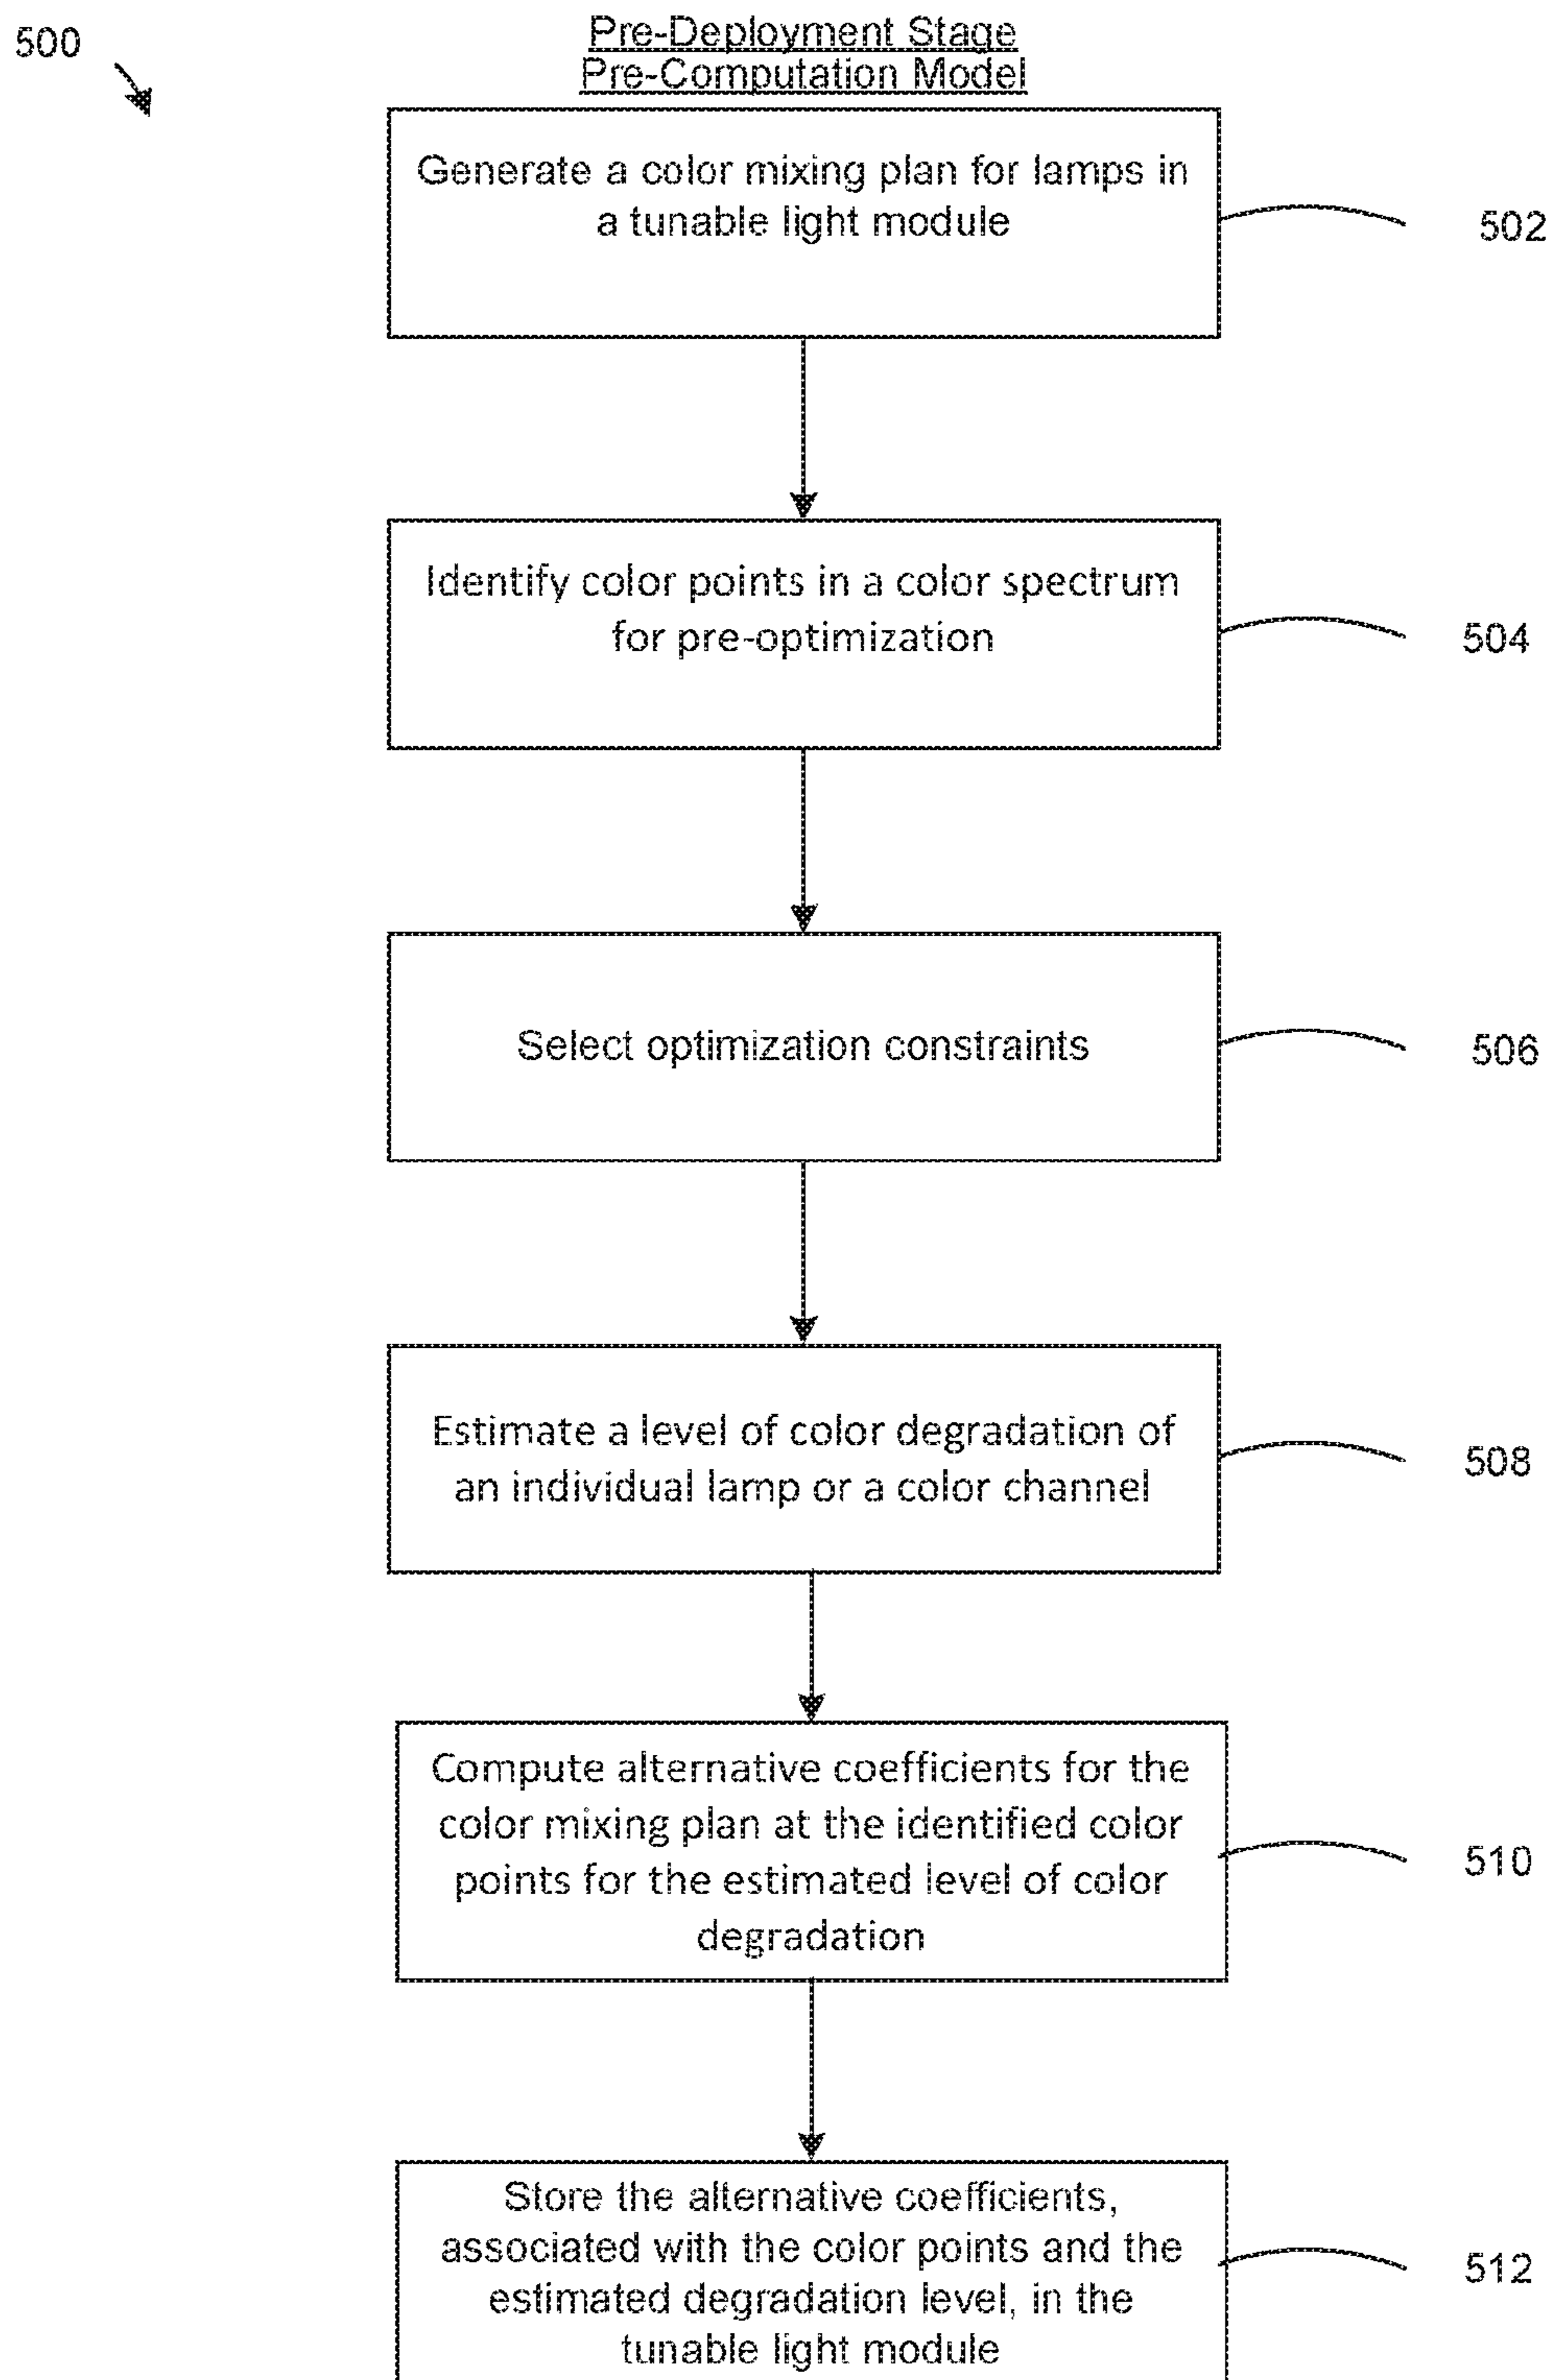 500
Pre-Deployment Stage
Pre-Computation Model
Generate a color mixing plan for lamps in
a tunable light module
502
Identify color points in a color spectrum
for pre-optimization
504
Select optimization constraints
506
Estimate a level of color degradation of
an individual lamp or a color channel
508
Compute alternative coefficients for the
color mixing plan at the identified color
points for the estimated level of color
degradation
510
Store the alternative coefficients,
associated with the color points and the
estimated degradation level, in the
tunable light module
512